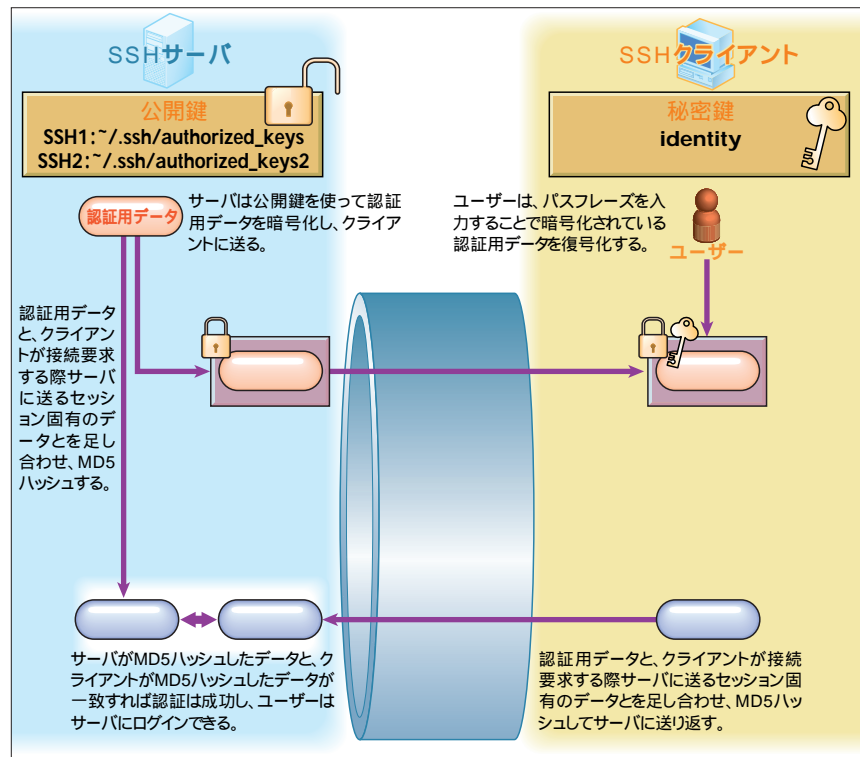 SSHサーバ
公開鍵
SSH1:~/.ssh/authorized_keys
SSH2:~/.ssh/authorized_keys2
SSHクライアント
秘密鍵
identity
認証用データ
サーバは公開鍵を使って認証
用データを暗号化し、クライア
ントに送る。
ユーザーは、パスフレーズを入
力することで暗号化されている
認証用データを復号化する。
ユーザー
認証用データ
と、クライアン
トが接続要求
する際サーバ
に送るセッシ
ョン固有のデ
ータとを足し
合わせ、MD5
ハッシュする。
サーバがMD5ハッシュしたデータと、ク
ライアントがMD5ハッシュしたデータが
一致すれば認証は成功し、ユーザーは
サーバにログインできる。
認証用データと、クライアントが接続
要求する際サーバに送るセッション固
有のデータとを足し合わせ、MD5ハッ
シュしてサーバに送り返す。